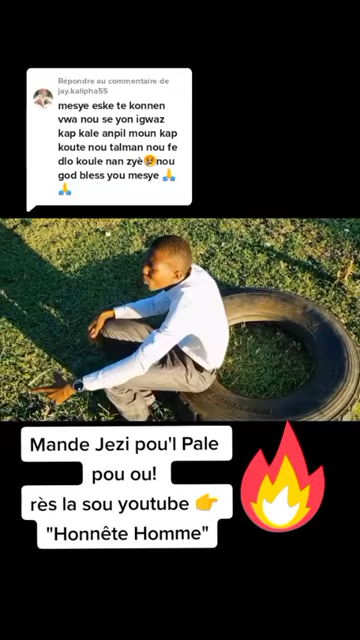 Répondre au commentaire de
jay.kalipha55
mesye eske te konnen
vwa nou se yon igwaz
kap kale anpil moun kap
koute nou talman nou fe
dlo koule nan zyè😢nou
god bless you mesye 🙏
🙏
Mande Jezi pou'l Pale
pou ou!
rès la sou youtube 👉
"Honnête Homme"